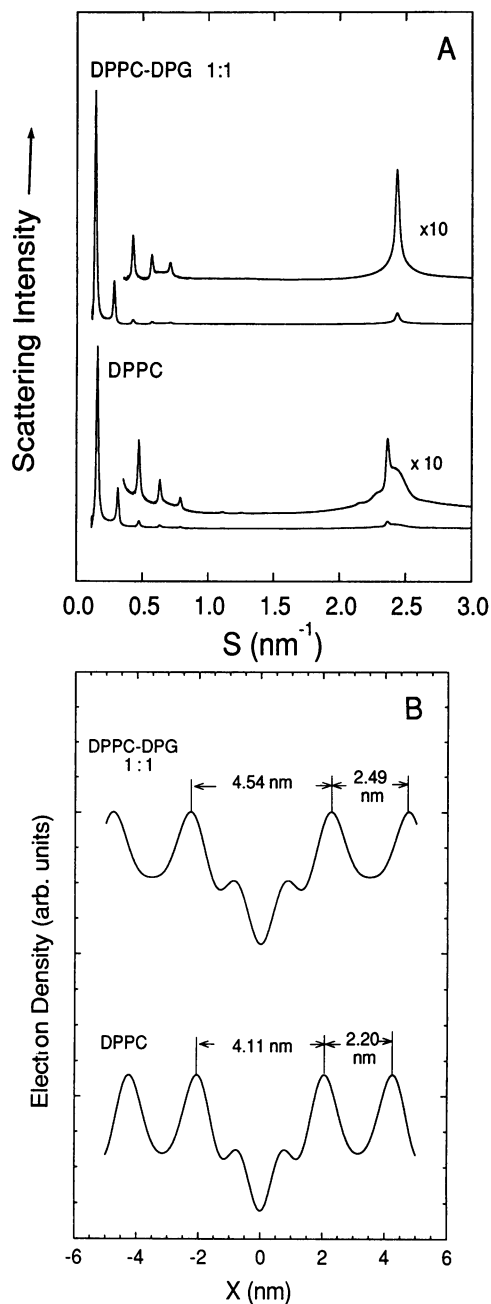 A
DPPC-DPG 1:1
x10
DPPC
x 10
Scattering Intensity
0.0 0.5 1.0 1.5 2.0 2.5 3.0
S (nm-1)
B
DPPC-DPG
1:1
4.54 nm
2.49
nm
DPPC
4.11 nm
2.20
nm
Electron Density (arb. units)
-6 -4 -2 0 2 4 6
X (nm)